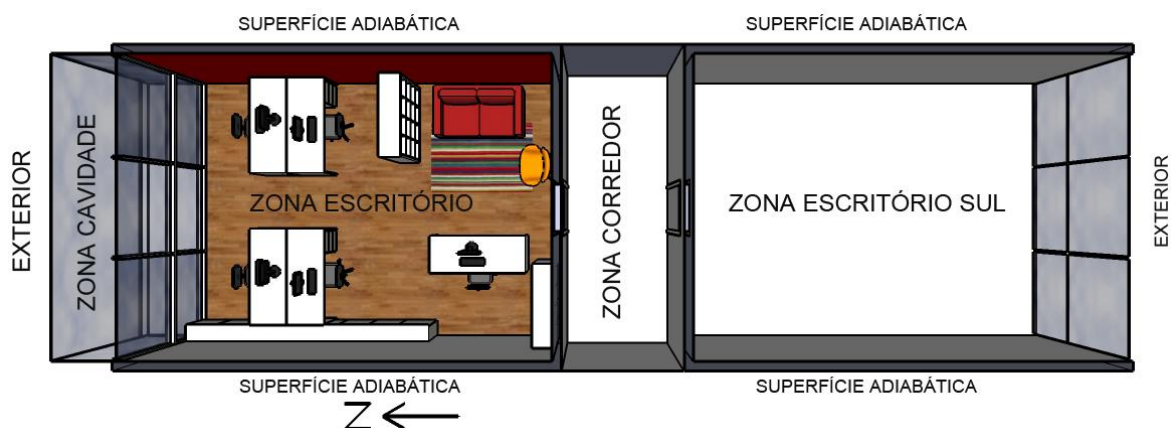 SUPERFÍCIE ADIABÁTICA
SUPERFÍCIE ADIABÁTICA
EXTERIOR
ZONA CAVIDADE
ZONA ESCRITÓRIO
ZONA CORREDOR
ZONA ESCRITÓRIO SUL
EXTERIOR
SUPERFÍCIE ADIABÁTICA
SUPERFÍCIE ADIABÁTICA
N